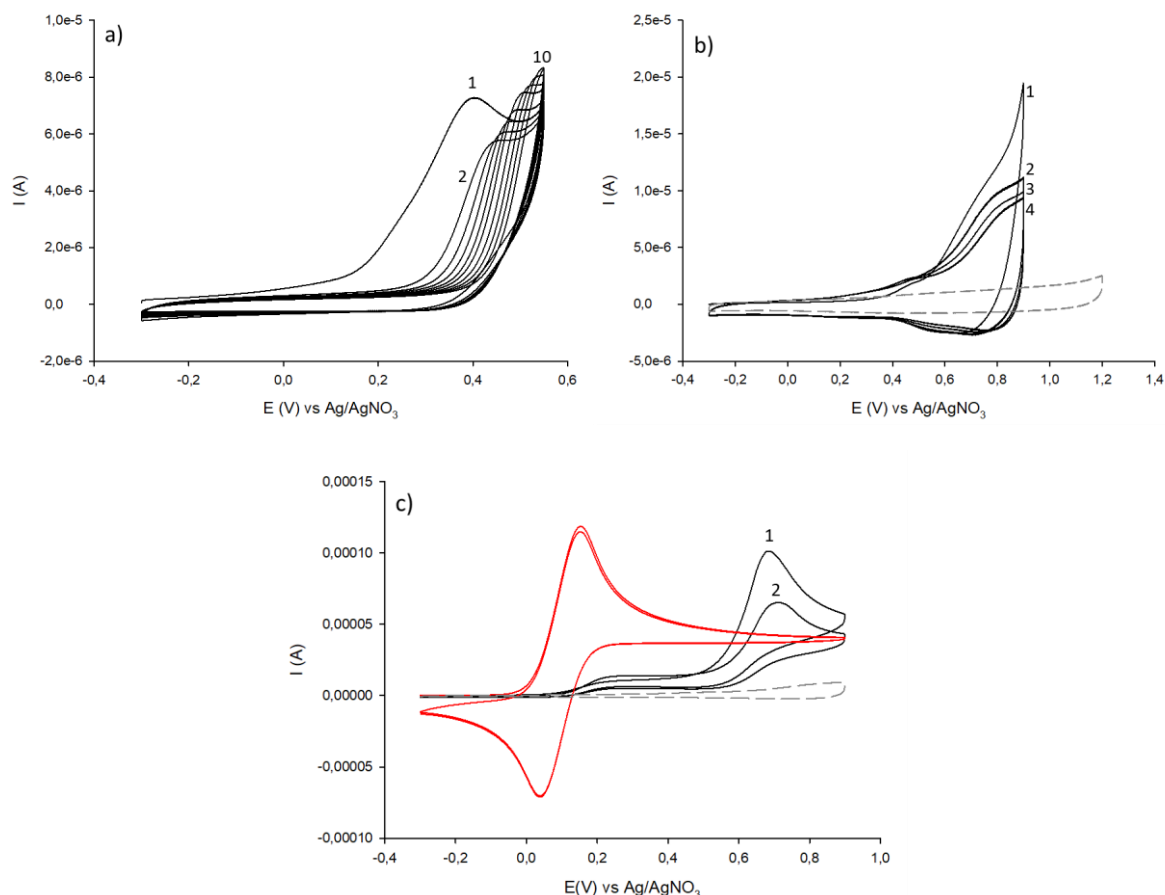 a)
1,0e-5
8,0e-6
6,0e-6
4,0e-6
2,0e-6
0,0
-2,0e-6
I (A)
1
2
10
-0,4
-0,2
0,0
0,2
0,4
0,6
E (V) vs Ag/AgNO₃
b)
2,5e-5
2,0e-5
1,5e-5
1,0e-5
5,0e-6
0,0
-5,0e-6
I (A)
1
2
3
4
-0,4
-0,2
0,0
0,2
0,4
0,6
0,8
1,0
1,2
1,4
E (V) vs Ag/AgNO₃
c)
0,00015
0,00010
0,00005
0,00000
-0,00005
-0,00010
I (A)
1
2
-0,4
-0,2
0,0
0,2
0,4
0,6
0,8
1,0
E(V) vs Ag/AgNO₃